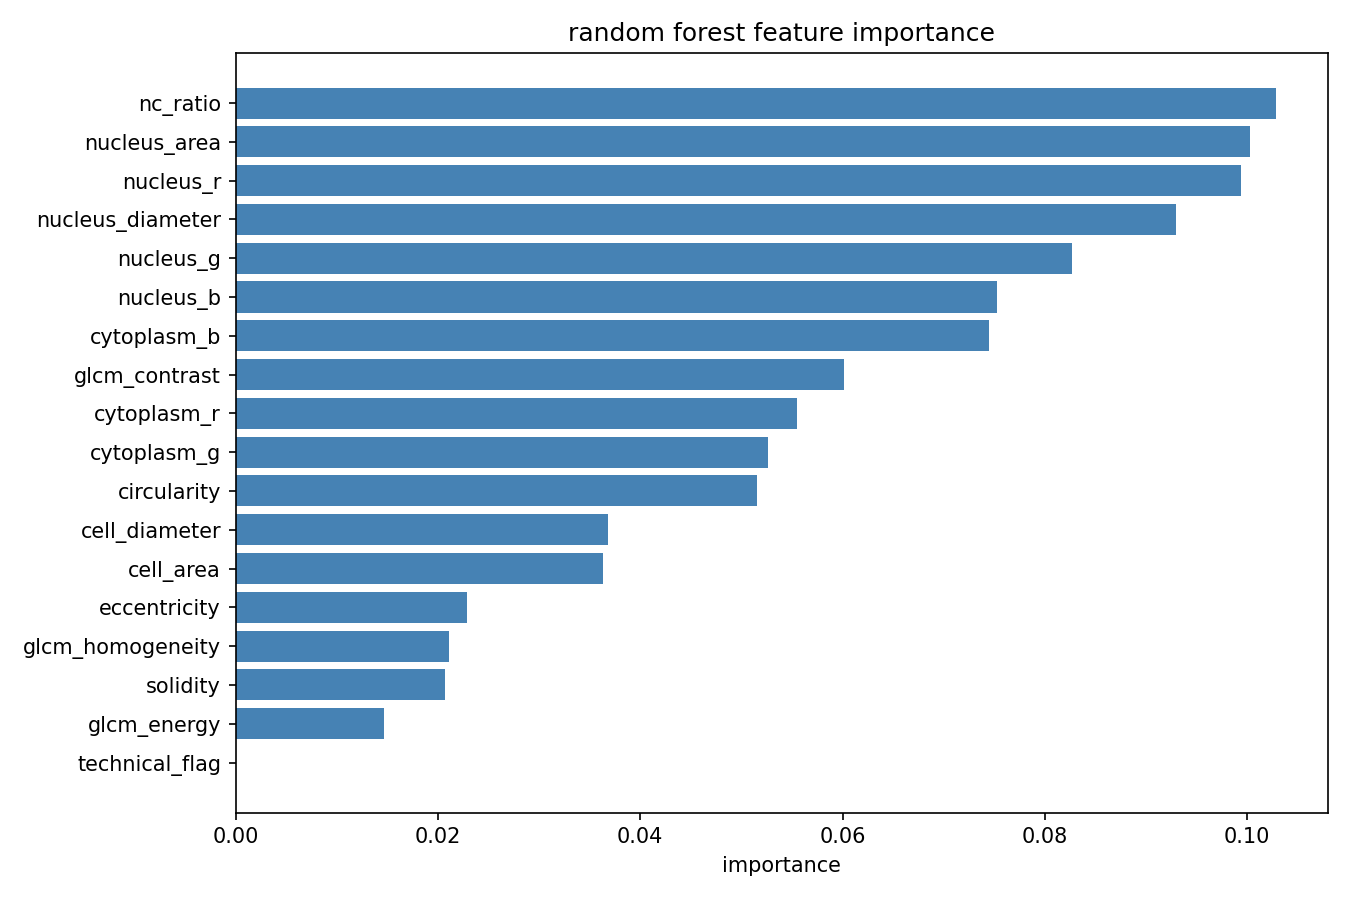 random forest feature importance
nc_ratio
nucleus_area
nucleus_r
nucleus_diameter
nucleus_g
nucleus_b
cytoplasm_b
glcm_contrast
cytoplasm_r
cytoplasm_g
circularity
cell_diameter
cell_area
eccentricity
glcm_homogeneity
solidity
glcm_energy
technical_flag
0.00 0.02 0.04 0.06 0.08 0.10
importance